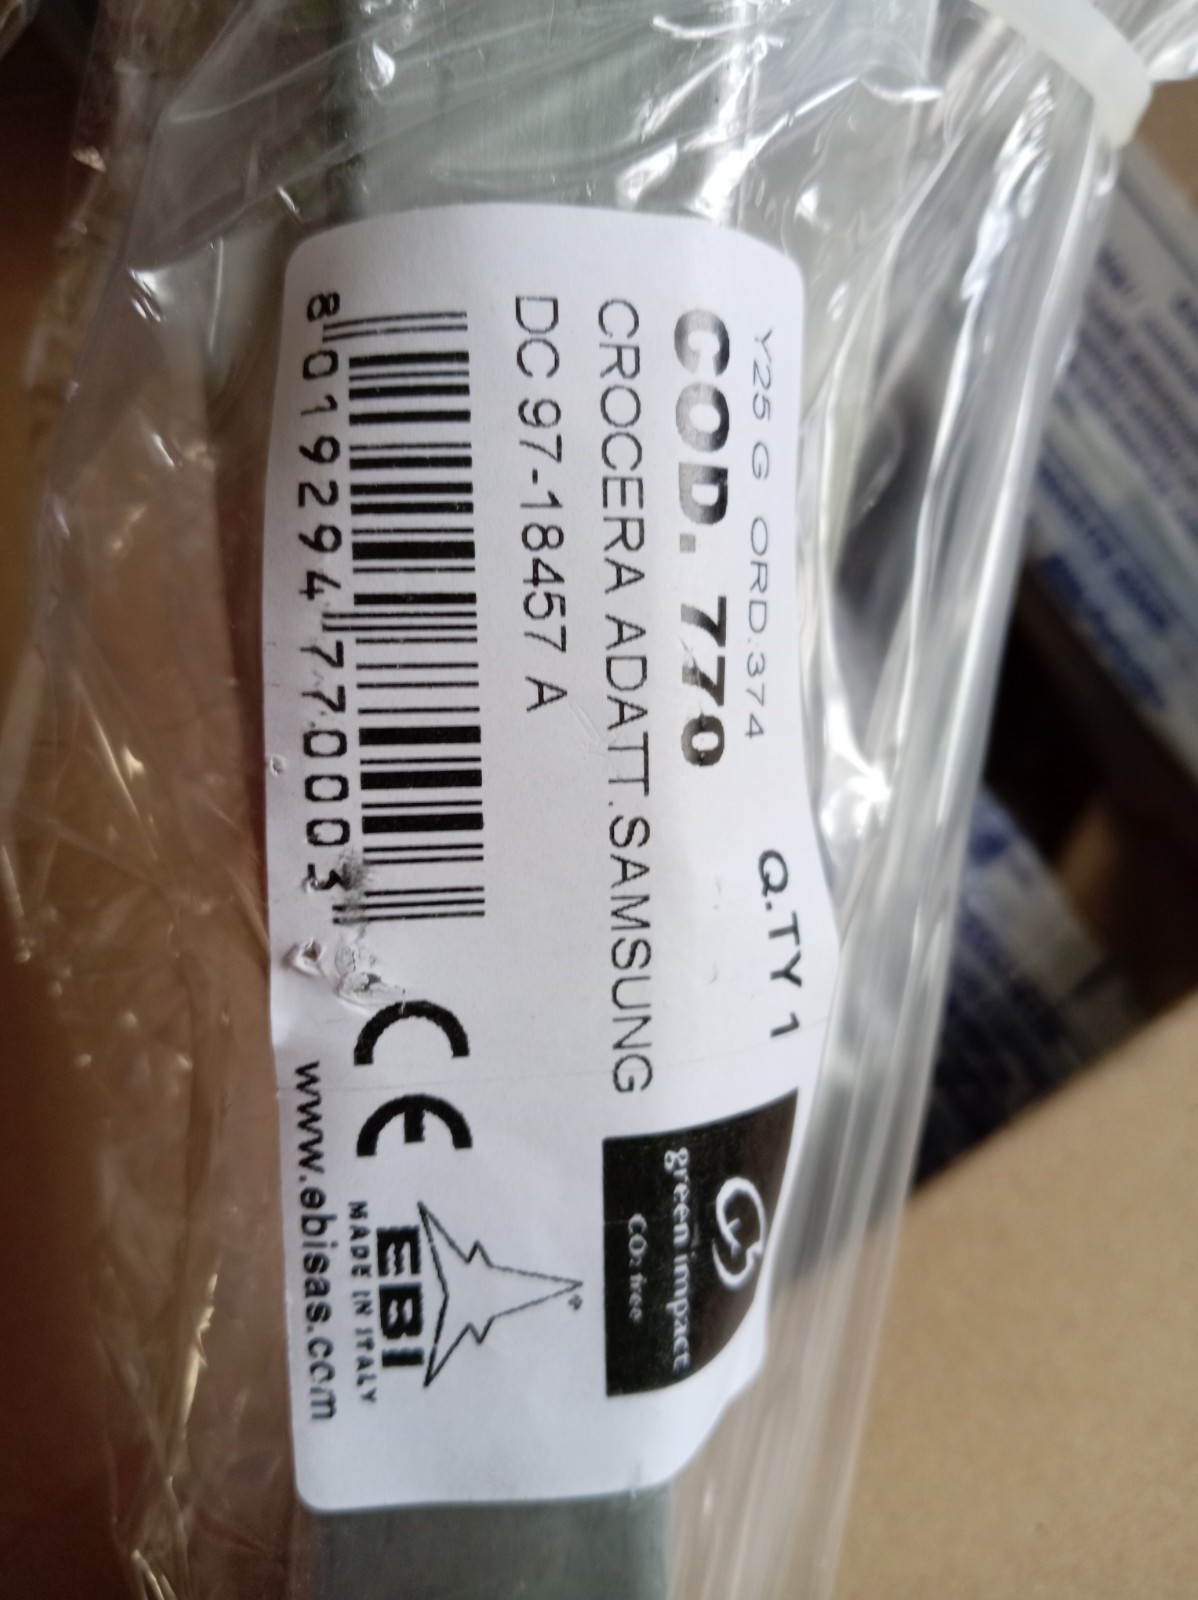 Y25 G ORD.374 Q.TY 1
COD. 770
CROCERA ADATT.SAMSUNG
DC 97-18457 A
8 019294 770003
CE
green impact
CO2 free
EBI
MADE IN ITALY
www.ebisas.com